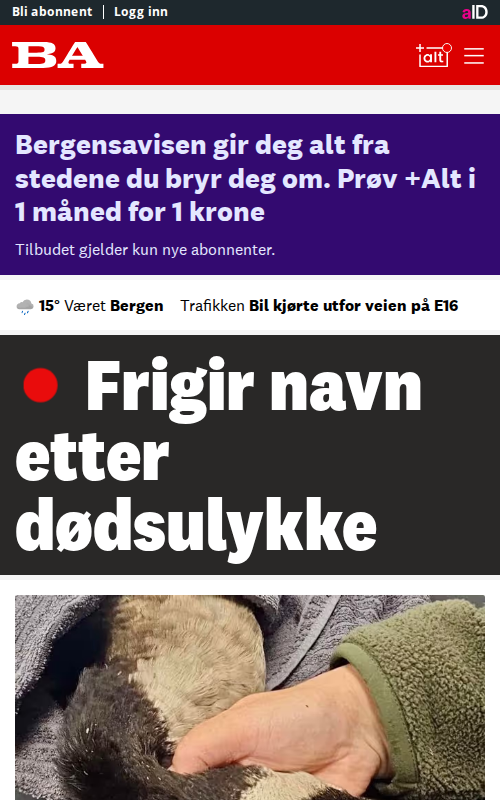 Bli abonnent | Logg inn
aID
BA
+alt
Bergensavisen gir deg alt fra
stedene du bryr deg om. Prøv +Alt i
1 måned for 1 krone
Tilbudet gjelder kun nye abonnenter.
15° Været Bergen Trafikken Bil kjørte utfor veien på E16
Frigir navn
etter
dødsulykke